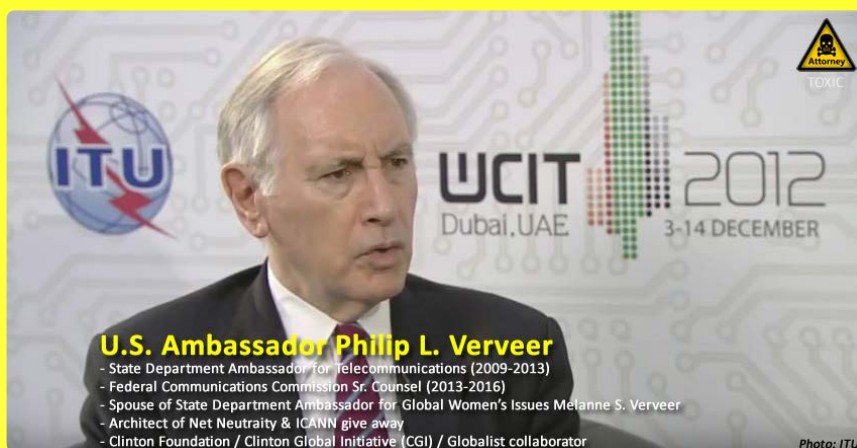 Attorney
TOXIC
ITU
WCIT 2012
Dubai,UAE 3-14 DECEMBER
U.S. Ambassador Philip L. Verveer
- State Department Ambassador for Telecommunications (2009-2013)
- Federal Communications Commission Sr. Counsel (2013-2016)
- Spouse of State Department Ambassador for Global Women's Issues Melanne S. Verveer
- Architect of Net Neutraity & ICANN give away
- Clinton Foundation / Clinton Global Initiative (CGI) / Globalist collaborator
Photo: ITU